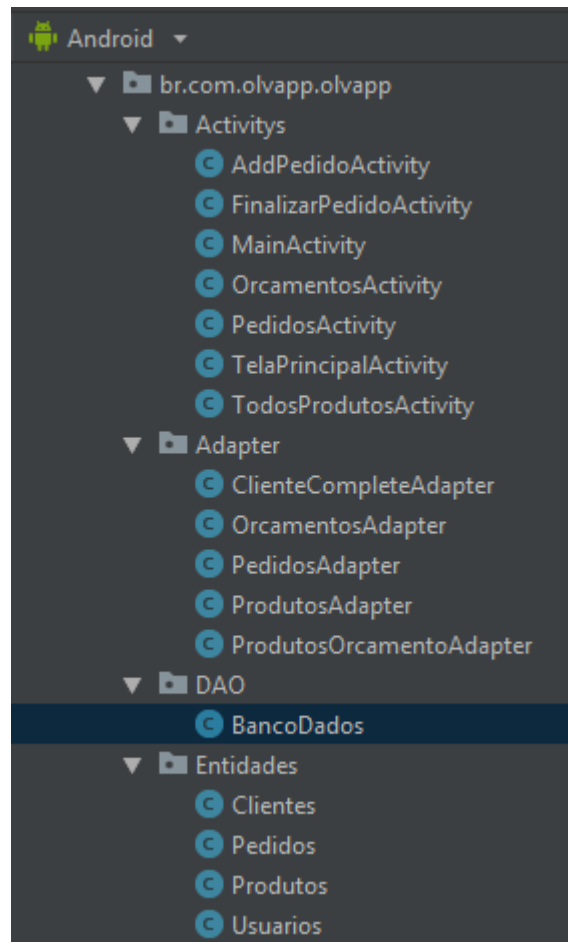 Android
br.com.olvapp.olvapp
Activitys
C AddPedidoActivity
C FinalizarPedidoActivity
C MainActivity
C OrcamentosActivity
C PedidosActivity
C TelaPrincipalActivity
C TodosProdutosActivity
Adapter
C ClienteCompleteAdapter
C OrcamentosAdapter
C PedidosAdapter
C ProdutosAdapter
C ProdutosOrcamentoAdapter
DAO
C BancoDados
Entidades
C Clientes
C Pedidos
C Produtos
C Usuarios